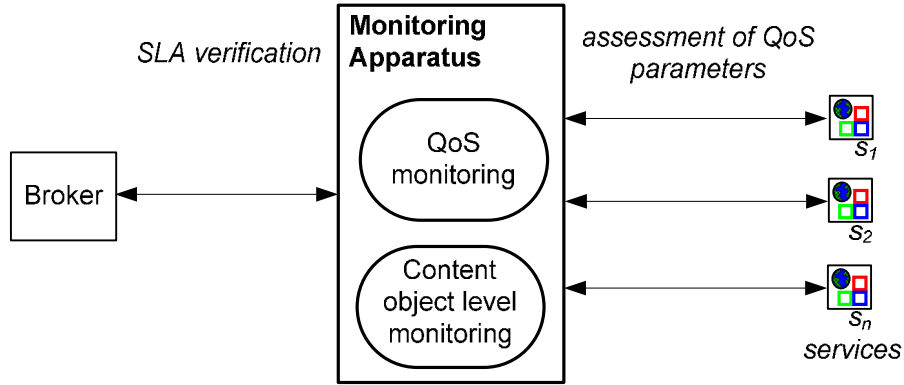 SLA verification
Monitoring
Apparatus
assessment of QoS
parameters
QoS
monitoring
Broker
Content
object level
monitoring
s1
s2
sn
services